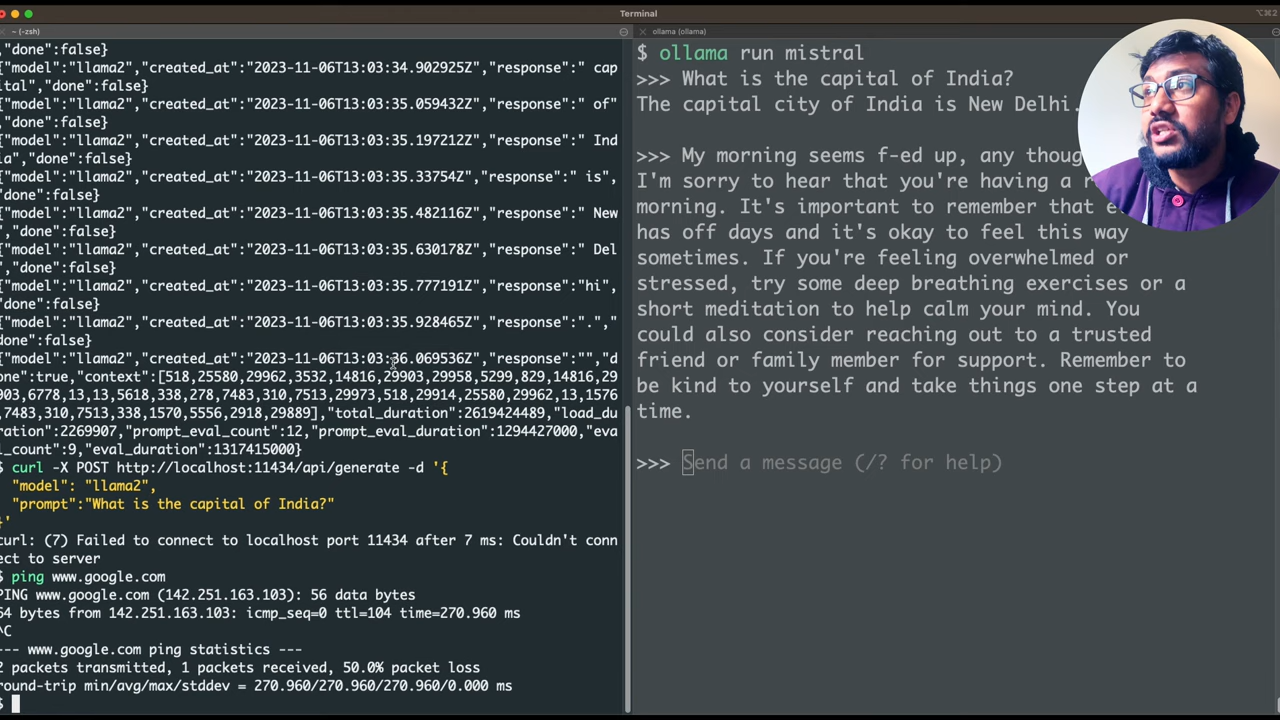 Terminal
⌥⌘2
~ (-zsh)
,"done":false}
{"model":"llama2","created_at":"2023-11-06T13:03:34.902925Z","response":" cap
ital","done":false}
{"model":"llama2","created_at":"2023-11-06T13:03:35.059432Z","response":" of"
,"done":false}
{"model":"llama2","created_at":"2023-11-06T13:03:35.197212Z","response":" Ind
ia","done":false}
{"model":"llama2","created_at":"2023-11-06T13:03:35.33754Z","response":" is",
"done":false}
{"model":"llama2","created_at":"2023-11-06T13:03:35.482116Z","response":" New
,"done":false}
{"model":"llama2","created_at":"2023-11-06T13:03:35.630178Z","response":" Del
,"done":false}
{"model":"llama2","created_at":"2023-11-06T13:03:35.777191Z","response":"hi",
"done":false}
{"model":"llama2","created_at":"2023-11-06T13:03:35.928465Z","response":".","
done":false}
{"model":"llama2","created_at":"2023-11-06T13:03:36.069536Z","response":"","d
one":true,"context":[518,25580,29962,3532,14816,29903,29958,5299,829,14816,29
903,6778,13,13,5618,338,278,7483,310,7513,29973,518,29914,25580,29962,13,1576
,7483,310,7513,338,1570,5556,2918,29889],"total_duration":2619424489,"load_du
ration":2269907,"prompt_eval_count":12,"prompt_eval_duration":1294427000,"eva
l_count":9,"eval_duration":1317415000}
$ curl -X POST http://localhost:11434/api/generate -d '{
"model": "llama2",
"prompt":"What is the capital of India?"
}'
curl: (7) Failed to connect to localhost port 11434 after 7 ms: Couldn't conn
ect to server
$ ping www.google.com
PING www.google.com (142.251.163.103): 56 data bytes
64 bytes from 142.251.163.103: icmp_seq=0 ttl=104 time=270.960 ms
^C
--- www.google.com ping statistics ---
2 packets transmitted, 1 packets received, 50.0% packet loss
round-trip min/avg/max/stddev = 270.960/270.960/270.960/0.000 ms
$
ollama (ollama)
$ ollama run mistral
>>> What is the capital of India?
The capital city of India is New Delhi.
>>> My morning seems f-ed up, any
I'm sorry to hear that you're having a
morning. It's important to remember that
has off days and it's okay to feel this way
sometimes. If you're feeling overwhelmed or
stressed, try some deep breathing exercises or a
short meditation to help calm your mind. You
could also consider reaching out to a trusted
friend or family member for support. Remember to
be kind to yourself and take things one step at a
time.
>>> Send a message (/? for help)